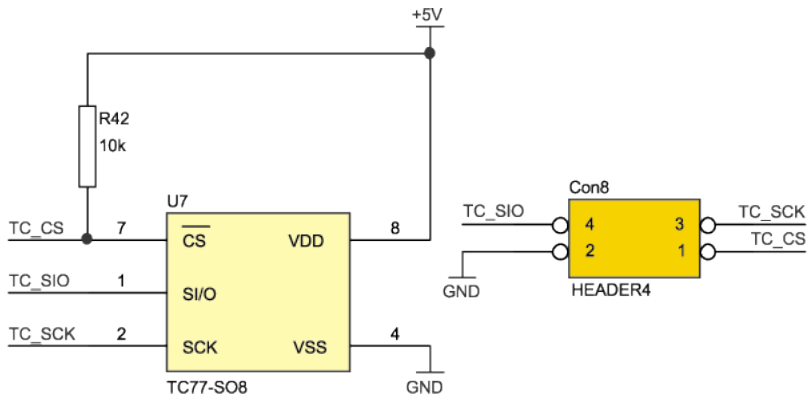 +5V
R42
10k
U7
TC_CS 7 CS VDD 8
TC_SIO 1 SI/O
TC_SCK 2 SCK VSS 4
TC77-SO8
GND
Con8
TC_SIO 4 3 TC_SCK
2 1 TC_CS
GND
HEADER4